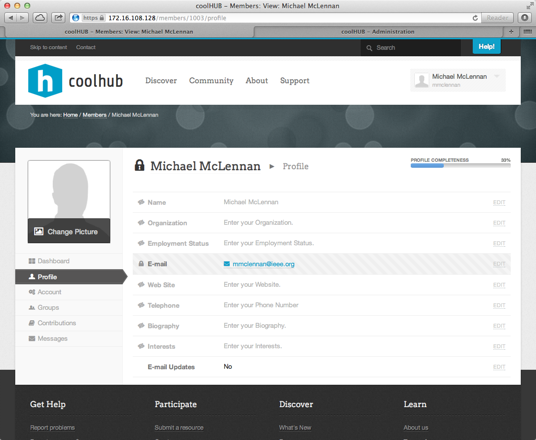 coolHUB – Members: View: Michael McLennan
https 172.16.108.128/members/1003/profile
Reader
coolHUB – Members: View: Michael McLennan
coolHUB – Administration
Skip to content
Contact
Search
Help!
h coolhub
Discover
Community
About
Support
Michael McLennan
mmclennan
You are here: Home / Members / Michael McLennan
Change Picture
Dashboard
Profile
Account
Groups
Contributions
Messages
Michael McLennan ► Profile
PROFILE COMPLETENESS 33%
Name Michael McLennan EDIT
Organization Enter your Organization. EDIT
Employment Status Enter your Employment Status. EDIT
E-mail mmclennan@ieee.org EDIT
Web Site Enter your Website. EDIT
Telephone Enter your Phone Number EDIT
Biography Enter your Biography. EDIT
Interests Enter your Interests. EDIT
E-mail Updates No EDIT
Get Help
Participate
Discover
Learn
Report problems
Submit a resource
What's New
About us